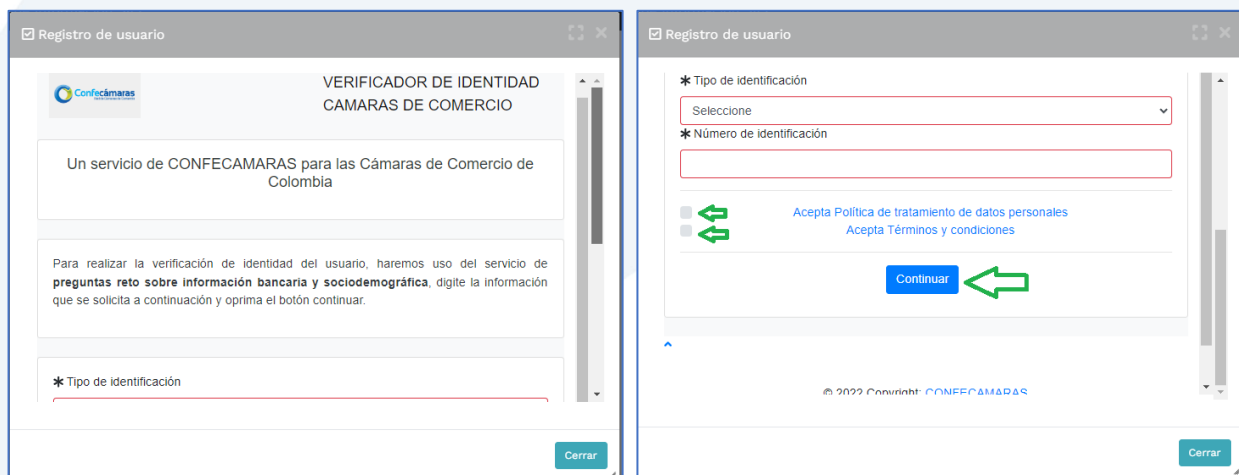 Registro de usuario
Confecámaras
VERIFICADOR DE IDENTIDAD
CAMARAS DE COMERCIO
Un servicio de CONFECAMARAS para las Cámaras de Comercio de
Colombia
Para realizar la verificación de identidad del usuario, haremos uso del servicio de
preguntas reto sobre información bancaria y sociodemográfica, digite la información
que se solicita a continuación y oprima el botón continuar.
* Tipo de identificación
Cerrar
Registro de usuario
* Tipo de identificación
Seleccione
* Número de identificación
Acepta Política de tratamiento de datos personales
Acepta Términos y condiciones
Continuar
© 2022 Copyright: CONFECAMARAS
Cerrar